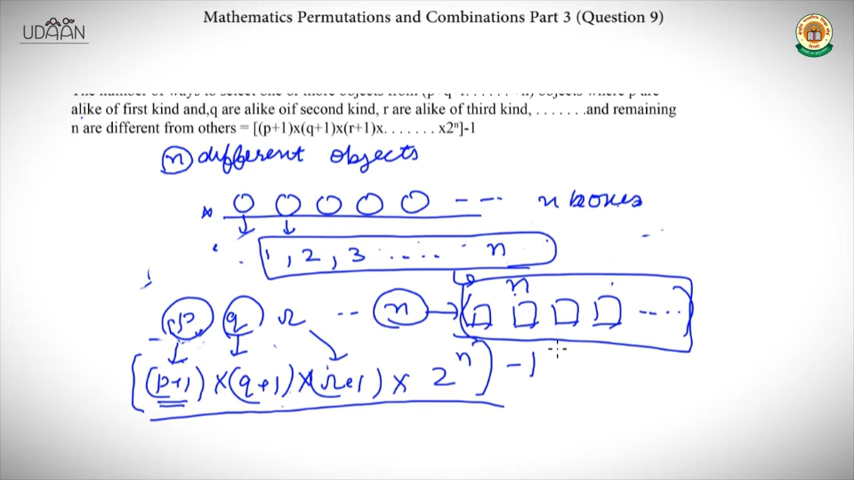 Mathematics Permutations and Combinations Part 3 (Question 9)
UDAAN
alike of first kind and,q are alike oif second kind, r are alike of third kind, . . . . . . .and remaining
n are different from others = [(p+1)x(q+1)x(r+1)x. . . . . . . x2ⁿ]-1
n different objects
--- n boxes
1, 2, 3 ..... n
n
p q r -- n
[(p+1) × (q+1) × (r+1) × 2ⁿ] - 1